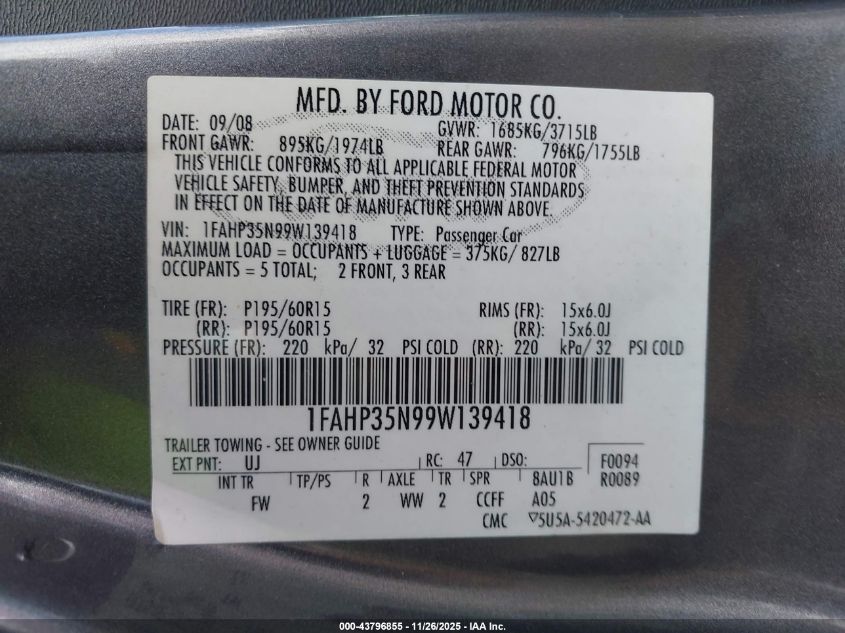 MFD. BY FORD MOTOR CO.
DATE: 09/08 GVWR: 1685KG/3715LB
FRONT GAWR: 895KG/1974LB REAR GAWR: 796KG/1755LB
THIS VEHICLE CONFORMS TO ALL APPLICABLE FEDERAL MOTOR
VEHICLE SAFETY, BUMPER, AND THEFT PREVENTION STANDARDS
IN EFFECT ON THE DATE OF MANUFACTURE SHOWN ABOVE.
VIN: 1FAHP35N99W139418 TYPE: Passenger Car
MAXIMUM LOAD = OCCUPANTS + LUGGAGE = 375KG/ 827LB
OCCUPANTS = 5 TOTAL; 2 FRONT, 3 REAR
TIRE (FR): P195/60R15 RIMS (FR): 15x6.0J
(RR): P195/60R15 (RR): 15x6.0J
PRESSURE (FR): 220 kPa/ 32 PSI COLD (RR): 220 kPa/ 32 PSI COLD
1FAHP35N99W139418
TRAILER TOWING - SEE OWNER GUIDE
EXT PNT: UJ RC: 47 DSO: F0094
INT TR TP/PS R AXLE TR SPR 8AU1B R0089
FW 2 WW 2 CCFF A05
CMC ▽5U5A-5420472-AA
000-43796855 - 11/26/2025 - IAA Inc.